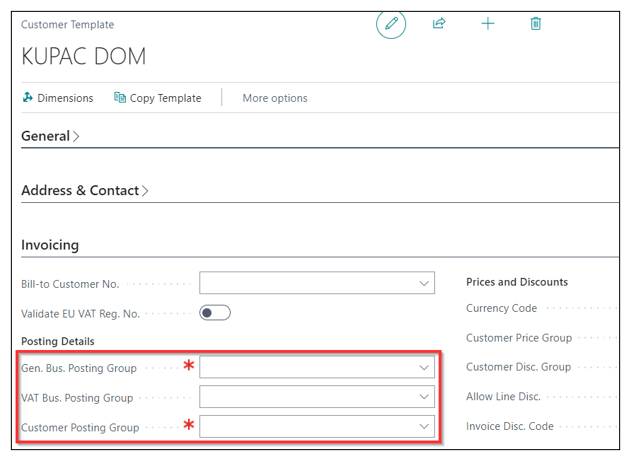 Customer Template
KUPAC DOM
Dimensions
Copy Template
More options
General
Address & Contact
Invoicing
Bill-to Customer No.
Validate EU VAT Reg. No.
Posting Details
Gen. Bus. Posting Group
VAT Bus. Posting Group
Customer Posting Group
Prices and Discounts
Currency Code
Customer Price Group
Customer Disc. Group
Allow Line Disc.
Invoice Disc. Code